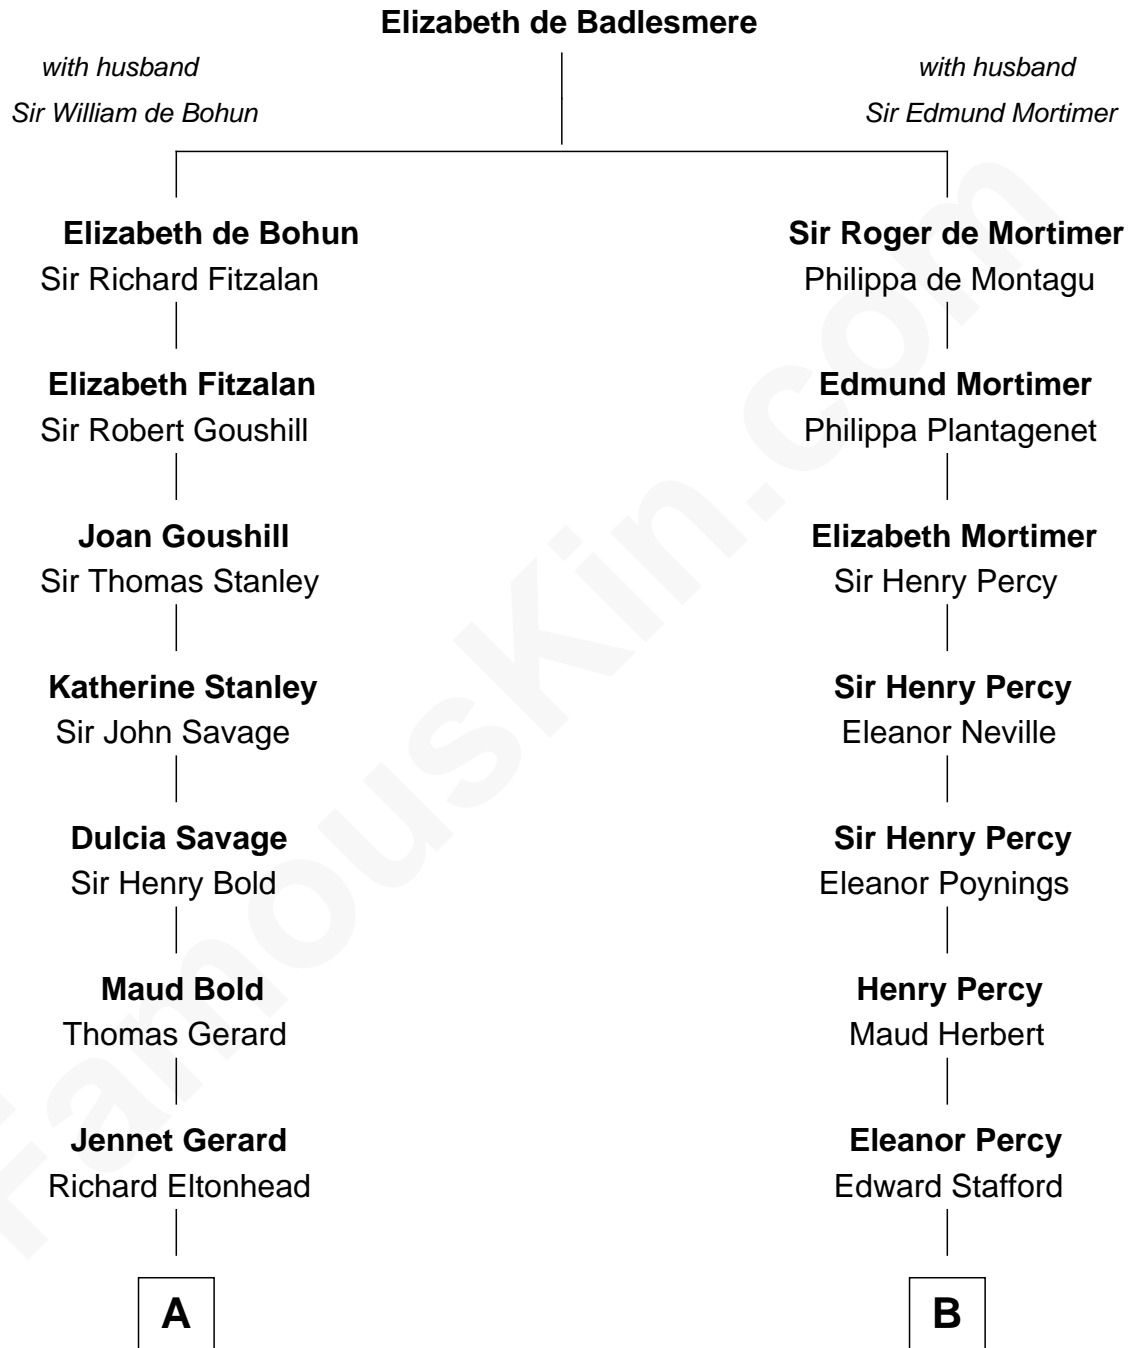 Elizabeth de Badlesmere
with husband
Sir William de Bohun
with husband
Sir Edmund Mortimer
Elizabeth de Bohun
Sir Richard Fitzalan
Sir Roger de Mortimer
Philippa de Montagu
Elizabeth Fitzalan
Sir Robert Goushill
Edmund Mortimer
Philippa Plantagenet
Joan Goushill
Sir Thomas Stanley
Elizabeth Mortimer
Sir Henry Percy
Katherine Stanley
Sir John Savage
Sir Henry Percy
Eleanor Neville
Dulcia Savage
Sir Henry Bold
Sir Henry Percy
Eleanor Poynings
Maud Bold
Thomas Gerard
Henry Percy
Maud Herbert
Jennet Gerard
Richard Eltonhead
Eleanor Percy
Edward Stafford
A
B
FamousKin.com